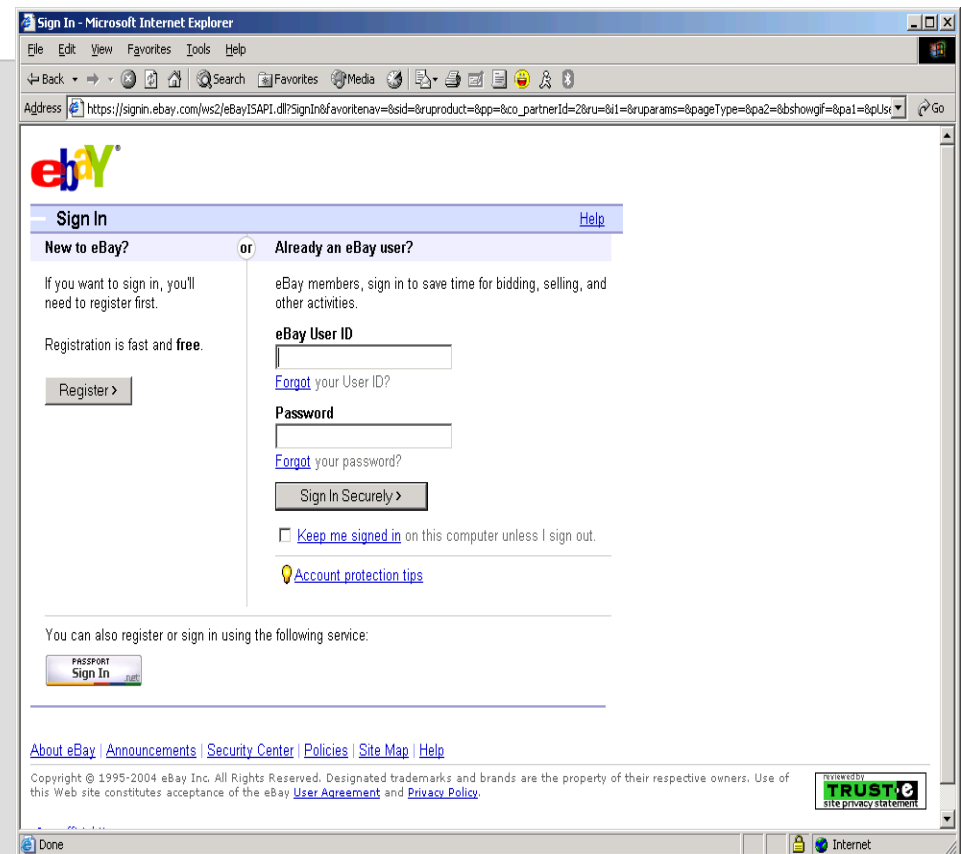 Sign In - Microsoft Internet Explorer
File Edit View Favorites Tools Help
Back Search Favorites Media
Address https://signin.ebay.com/ws2/eBayISAPI.dll?SignIn&favoritenav=&sid=&ruproduct=&pp=&co_partnerId=2&ru=&i1=&ruparams=&pageType=&pa2=&bshowgif=&pa1=&pUse Go
ebaY®
Sign In Help
New to eBay? or Already an eBay user?
If you want to sign in, you'll
need to register first.
Registration is fast and free.
Register >
eBay members, sign in to save time for bidding, selling, and
other activities.
eBay User ID
Forgot your User ID?
Password
Forgot your password?
Sign In Securely >
Keep me signed in on this computer unless I sign out.
Account protection tips
You can also register or sign in using the following service:
PASSPORT
Sign In .net
About eBay | Announcements | Security Center | Policies | Site Map | Help
Copyright © 1995-2004 eBay Inc. All Rights Reserved. Designated trademarks and brands are the property of their respective owners. Use of
this Web site constitutes acceptance of the eBay User Agreement and Privacy Policy.
reviewed by
TRUSTe
site privacy statement
Done Internet